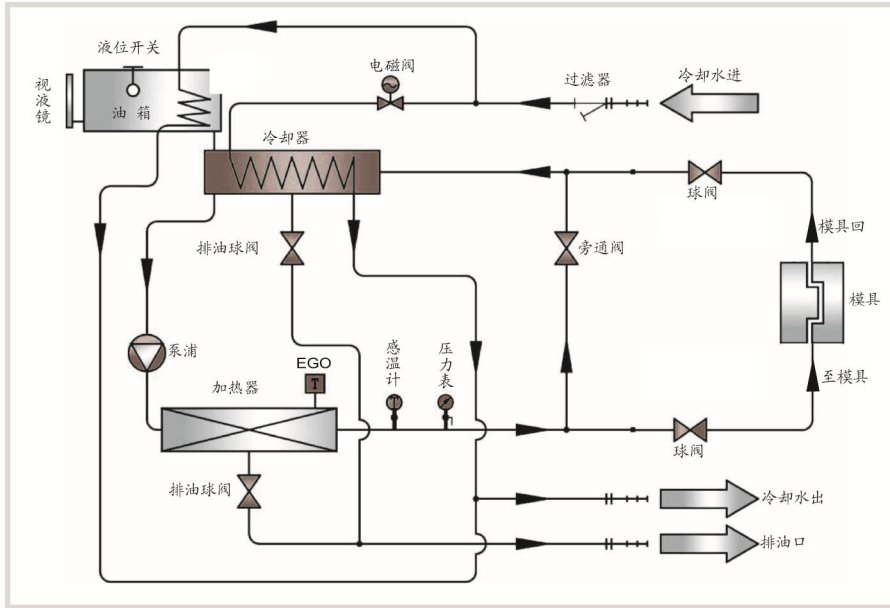 液位开关
视液镜
油箱
电磁阀
过滤器
冷却水进
冷却器
球阀
排油球阀
旁通阀
模具回
模具
泵浦
EGO
T
感温计
压力表
加热器
至模具
球阀
排油球阀
冷却水出
排油口